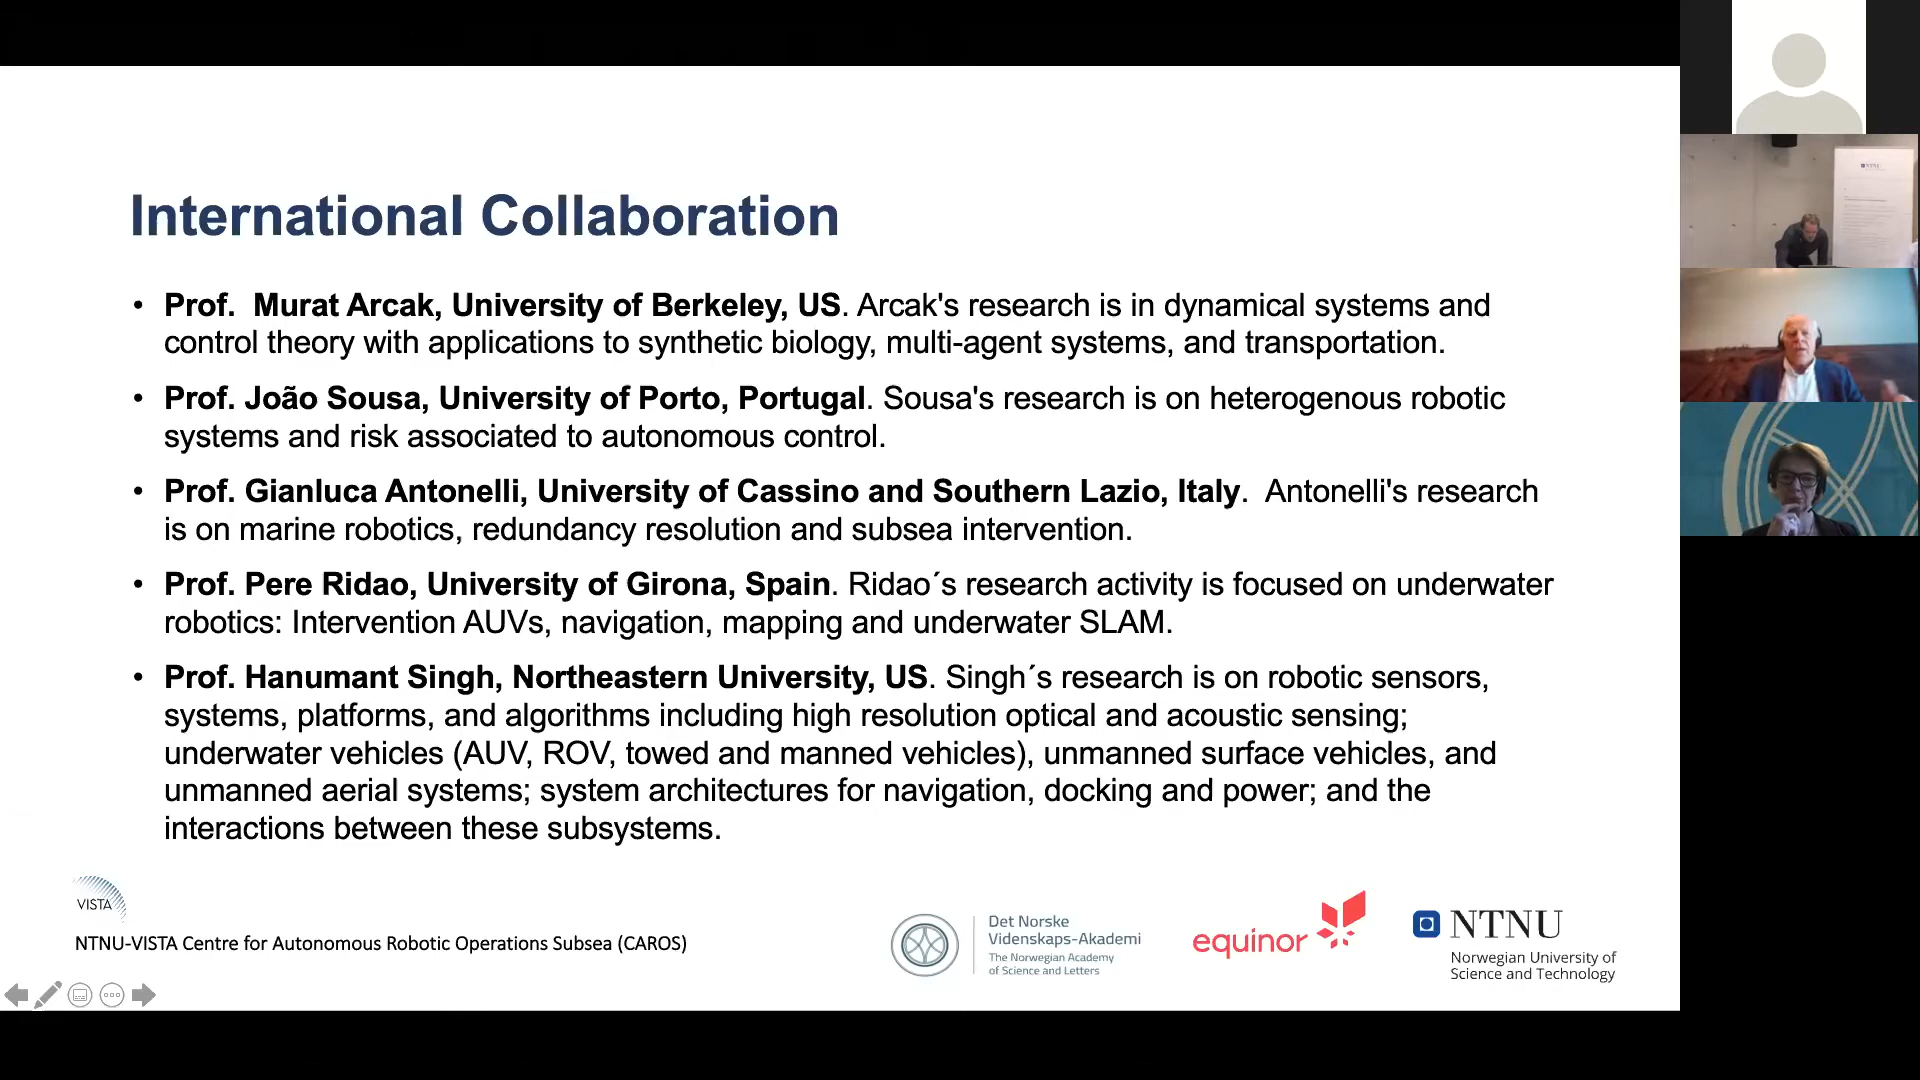 International Collaboration
• Prof.  Murat Arcak, University of Berkeley, US. Arcak's research is in dynamical systems and
control theory with applications to synthetic biology, multi-agent systems, and transportation.
• Prof. João Sousa, University of Porto, Portugal. Sousa's research is on heterogenous robotic
systems and risk associated to autonomous control.
• Prof. Gianluca Antonelli, University of Cassino and Southern Lazio, Italy.  Antonelli's research
is on marine robotics, redundancy resolution and subsea intervention.
• Prof. Pere Ridao, University of Girona, Spain. Ridao´s research activity is focused on underwater
robotics: Intervention AUVs, navigation, mapping and underwater SLAM.
• Prof. Hanumant Singh, Northeastern University, US. Singh´s research is on robotic sensors,
systems, platforms, and algorithms including high resolution optical and acoustic sensing;
underwater vehicles (AUV, ROV, towed and manned vehicles), unmanned surface vehicles, and
unmanned aerial systems; system architectures for navigation, docking and power; and the
interactions between these subsystems.
VISTA
NTNU-VISTA Centre for Autonomous Robotic Operations Subsea (CAROS)
Det Norske
Videnskaps-Akademi
The Norwegian Academy
of Science and Letters
equinor
NTNU
Norwegian University of
Science and Technology
NTNU